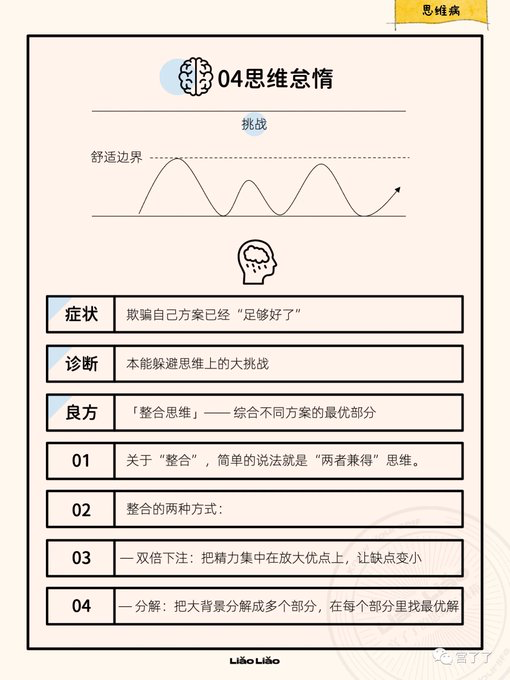 思维病
04思维怠惰
挑战
舒适边界
症状 欺骗自己方案已经“足够好了”
诊断 本能躲避思维上的大挑战
良方 「整合思维」—— 综合不同方案的最优部分
01 关于“整合”，简单的说法就是“两者兼得”思维。
02 整合的两种方式：
03 — 双倍下注：把精力集中在放大优点上，让缺点变小
04 — 分解：把大背景分解成多个部分，在每个部分里找最优解
LiǎoLiǎo
营了了